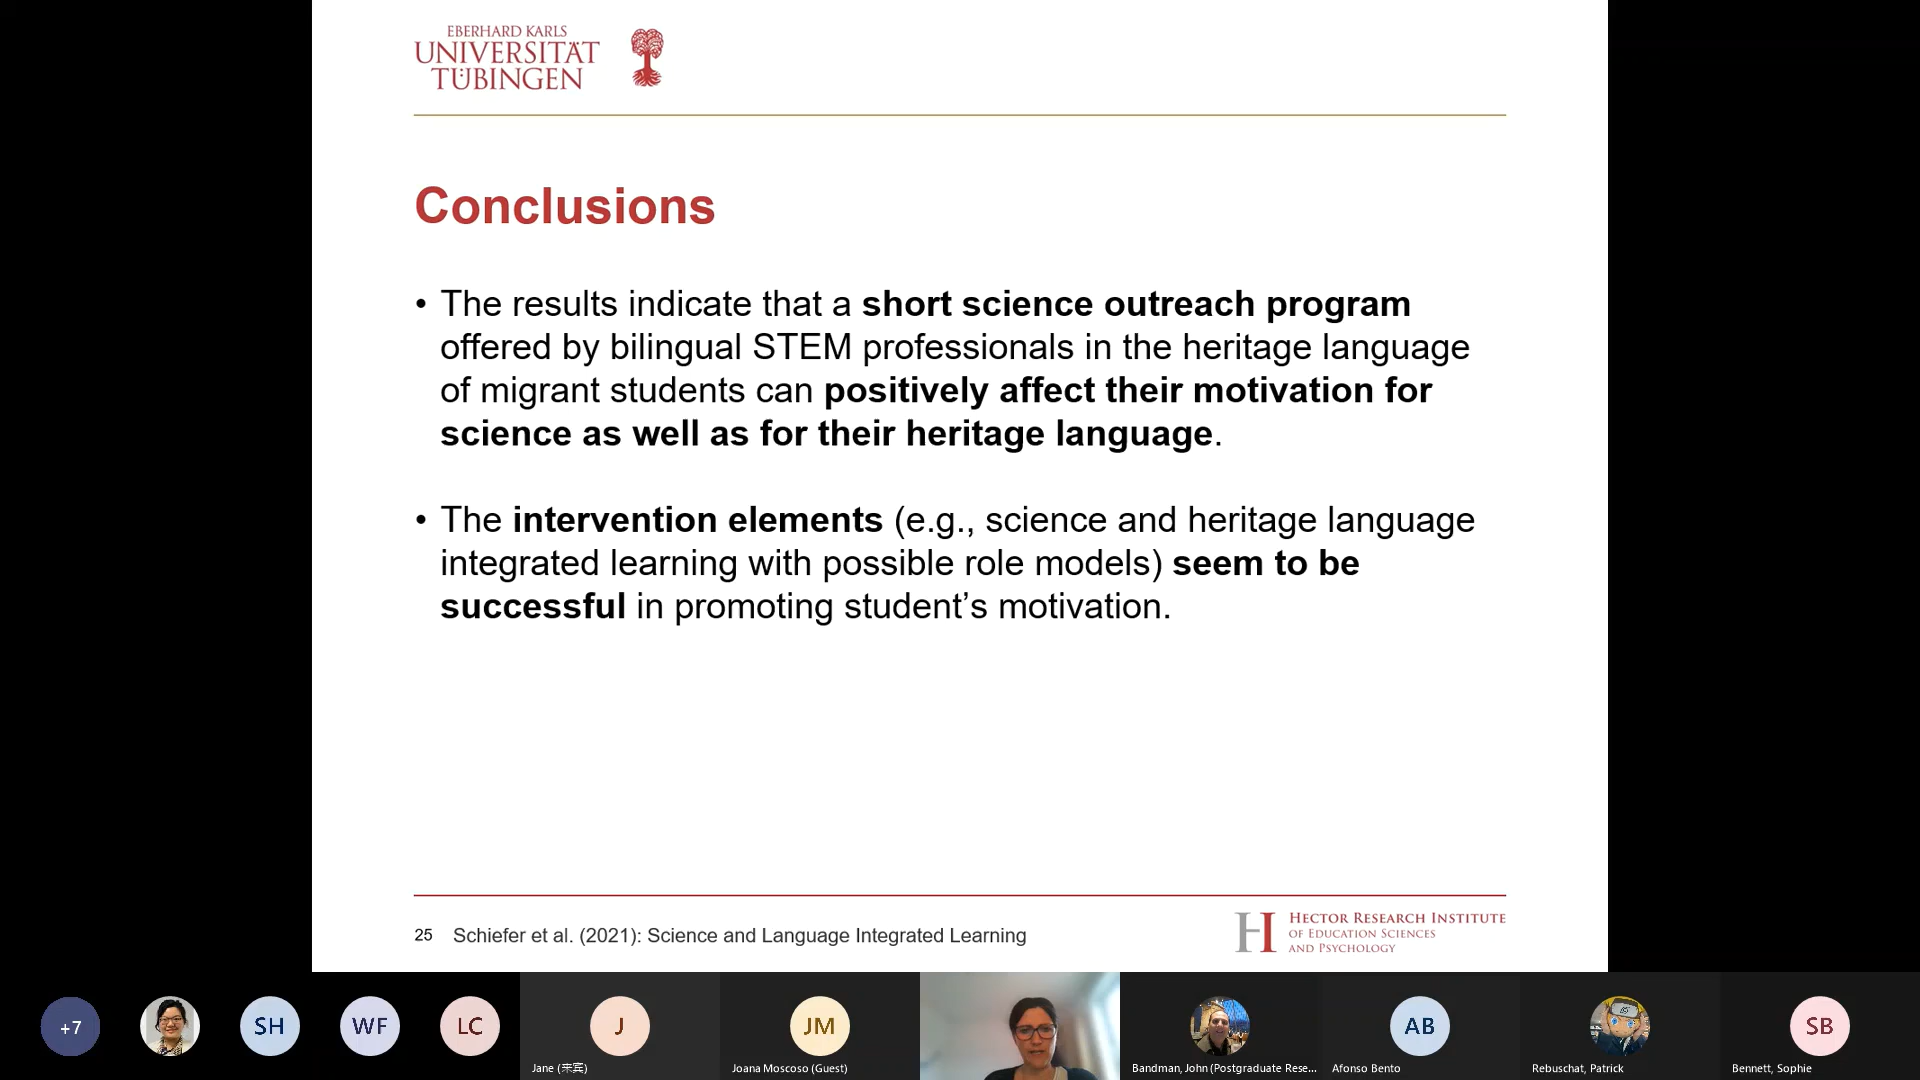 EBERHARD KARLS
UNIVERSITÄT
TÜBINGEN
Conclusions
• The results indicate that a short science outreach program
offered by bilingual STEM professionals in the heritage language
of migrant students can positively affect their motivation for
science as well as for their heritage language.
• The intervention elements (e.g., science and heritage language
integrated learning with possible role models) seem to be
successful in promoting student’s motivation.
25 Schiefer et al. (2021): Science and Language Integrated Learning
HECTOR RESEARCH INSTITUTE
OF EDUCATION SCIENCES
AND PSYCHOLOGY
+7
SH
WF
LC
J
JM
AB
SB
Jane (来宾)
Joana Moscoso (Guest)
Bandman, John (Postgraduate Rese...
Afonso Bento
Rebuschat, Patrick
Bennett, Sophie